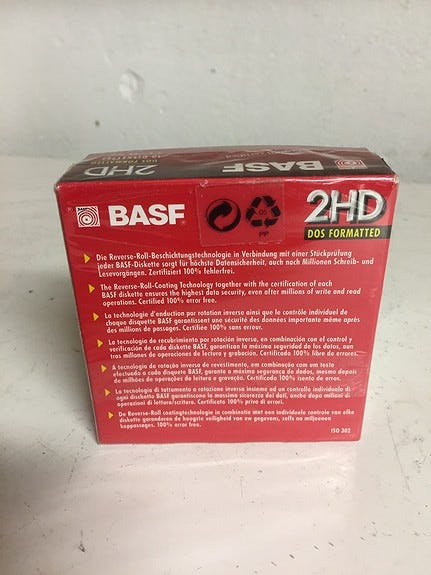 2HD
DOS FORMATTED
BASF
BASF
2HD
DOS FORMATTED
05
PAP
Die Reverse-Roll-Beschichtungstechnologie in Verbindung mit einer Stückprüfung
jeder BASF-Diskette sorgt für höchste Datensicherheit, auch nach Millionen Schreib- und
Lesevorgängen. Zertifiziert 100% fehlerfrei.
The Reverse-Roll-Coating Technology together with the certification of each
BASF diskette ensures the highest data security, even after millions of write and read
operations. Certified 100% error free.
La technologie d'enduction par rotation inverse ainsi que le contrôle individuel de
chaque disquette BASF garantissent une sécurité des données importante même après
des millions de passages. Certifiée 100% sans erreur.
La tecnología de recubrimiento por rotación inversa, en combinación con el control y
verificación de cada diskette BASF, garantizan la máxima seguridad de los datos, aun
tras millones de operaciones de lectura y grabación. Certificado 100% libre de errores.
A técnica de rotação inversa de revestimento, em combinação com um teste
efectuado a cada disquete BASF, garante a máxima segurança de dados, mesmo depois
de milhões de operações de leitura e gravação. Certificado 100% isento de erros.
La tecnologia di trattamento a rotazione inversa insieme ad un controllo individuale di
ogni dischetto BASF garantiscono la massima sicurezza dei dati, anche dopo milioni di
operazioni di lettura/scrittura. Certificato 100% privo di errori.
De Reverse-Roll coatingtechnologie in combinatie met een individuele controle van elke
diskette garanderen de hoogste veiligheid van uw gegevens, zelfs na miljoenen
koppassages. 100% error free.
ISO 302